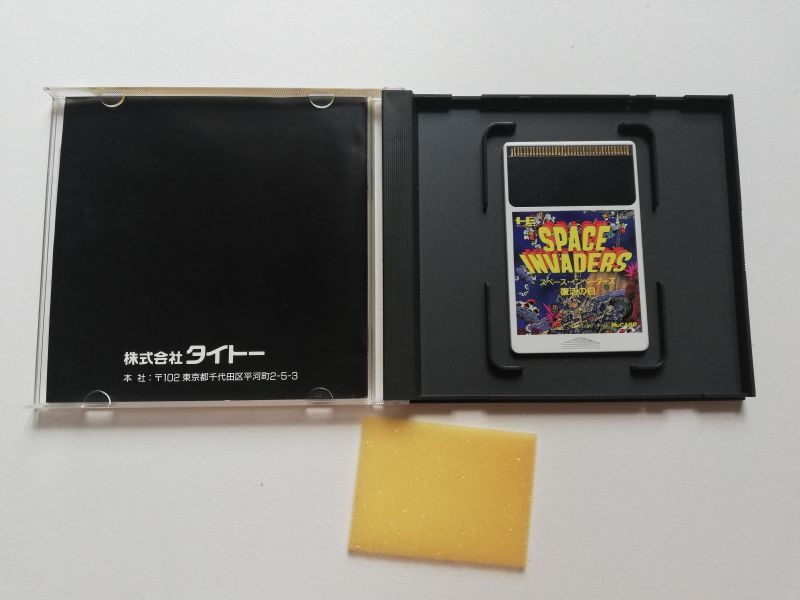 株式会社 タイトー
本 社：〒102 東京都千代田区平河町2-5-3
HE
SPACE
INVADERS
スペース・インベーダーズ
復活の日
HuCARD